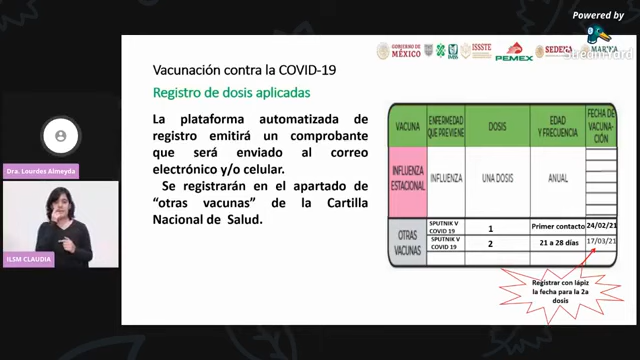 Powered by
StreamYard
GOBIERNO DE
MÉXICO
IMSS
ISSSTE
PEMEX
SEDENA
MARINA
Vacunación contra la COVID-19
Registro de dosis aplicadas
La plataforma automatizada de
registro emitirá un comprobante
que será enviado al correo
electrónico y/o celular.
Se registrarán en el apartado de
“otras vacunas” de la Cartilla
Nacional de Salud.
VACUNA
ENFERMEDAD
QUE PREVIENE
DOSIS
EDAD
Y FRECUENCIA
FECHA DE
VACUNA-
CIÓN
INFLUENZA
ESTACIONAL
INFLUENZA
UNA DOSIS
ANUAL
OTRAS
VACUNAS
SPUTNIK V
COVID 19
1
Primer contacto
24/02/21
SPUTNIK V
COVID 19
2
21 a 28 días
17/03/21
Registrar con lápiz
la fecha para la 2a
dosis
Dra. Lourdes Almeyda
ILSM CLAUDIA